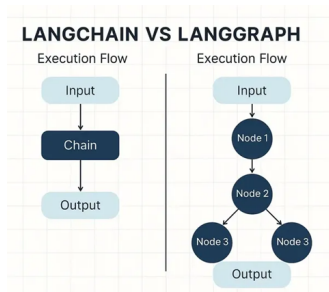 LANGCHAIN VS LANGGRAPH
Execution Flow
Input
Chain
Output
Execution Flow
Input
Node 1
Node 2
Node 3
Node 3
Output